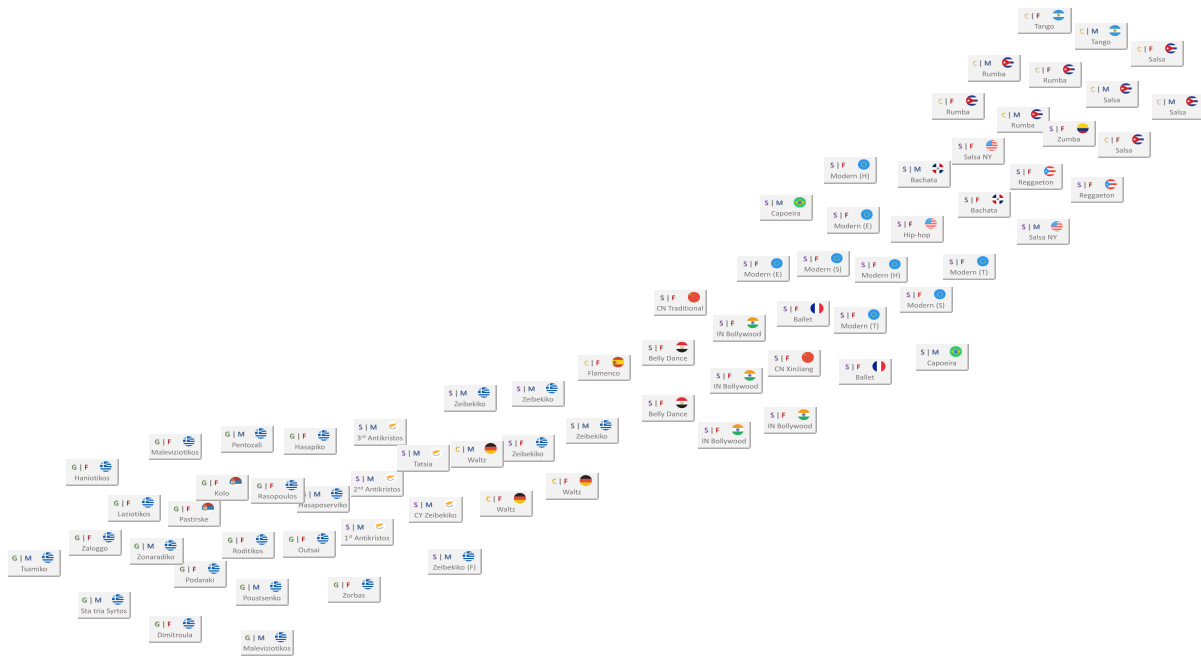 C | F
Tango
C | M
Tango
C | F
Salsa
C | M
Rumba
C | F
Rumba
C | M
Salsa
C | M
Salsa
C | F
Rumba
C | M
Rumba
S | F
Zumba
C | F
Salsa
S | F
Salsa NY
S | F
Modern (H)
S | M
Bachata
S | F
Reggaeton
S | F
Reggaeton
S | M
Capoeira
S | F
Modern (E)
S | F
Bachata
S | F
Hip-hop
S | M
Salsa NY
S | F
Modern (E)
S | F
Modern (S)
S | F
Modern (H)
S | F
Modern (T)
S | F
CN Traditional
S | F
Ballet
S | F
Modern (S)
S | F
IN Bollywood
S | F
Modern (T)
S | F
Belly Dance
S | F
CN XinJiang
S | M
Capoeira
C | F
Flamenco
S | F
IN Bollywood
S | F
Ballet
S | M
Zeibekiko
S | M
Zeibekiko
S | F
Belly Dance
S | F
IN Bollywood
S | F
IN Bollywood
S | M
Zeibekiko
S | M
3rd Antikristos
G | M
Pentozali
G | F
Hasapiko
G | F
Maleviziotikos
S | M
Tatsia
C | M
Waltz
S | F
Zeibekiko
G | F
Haniotikos
G | F
Kolo
G | F
Rasopoulos
G | M
Hasaposerviko
S | M
2nd Antikristos
C | F
Waltz
G | F
Laziotikos
G | F
Pastirske
S | M
CY Zeibekiko
C | F
Waltz
G | F
Zaloggo
G | M
Zonaradiko
G | F
Roditikos
G | F
Outsai
S | M
1st Antikristos
G | M
Tsamiko
G | F
Podaraki
S | M
Zeibekiko (F)
G | M
Sta tria Syrtos
G | M
Poustsenko
G | F
Zorbas
G | F
Dimitroula
G | M
Maleviziotikos